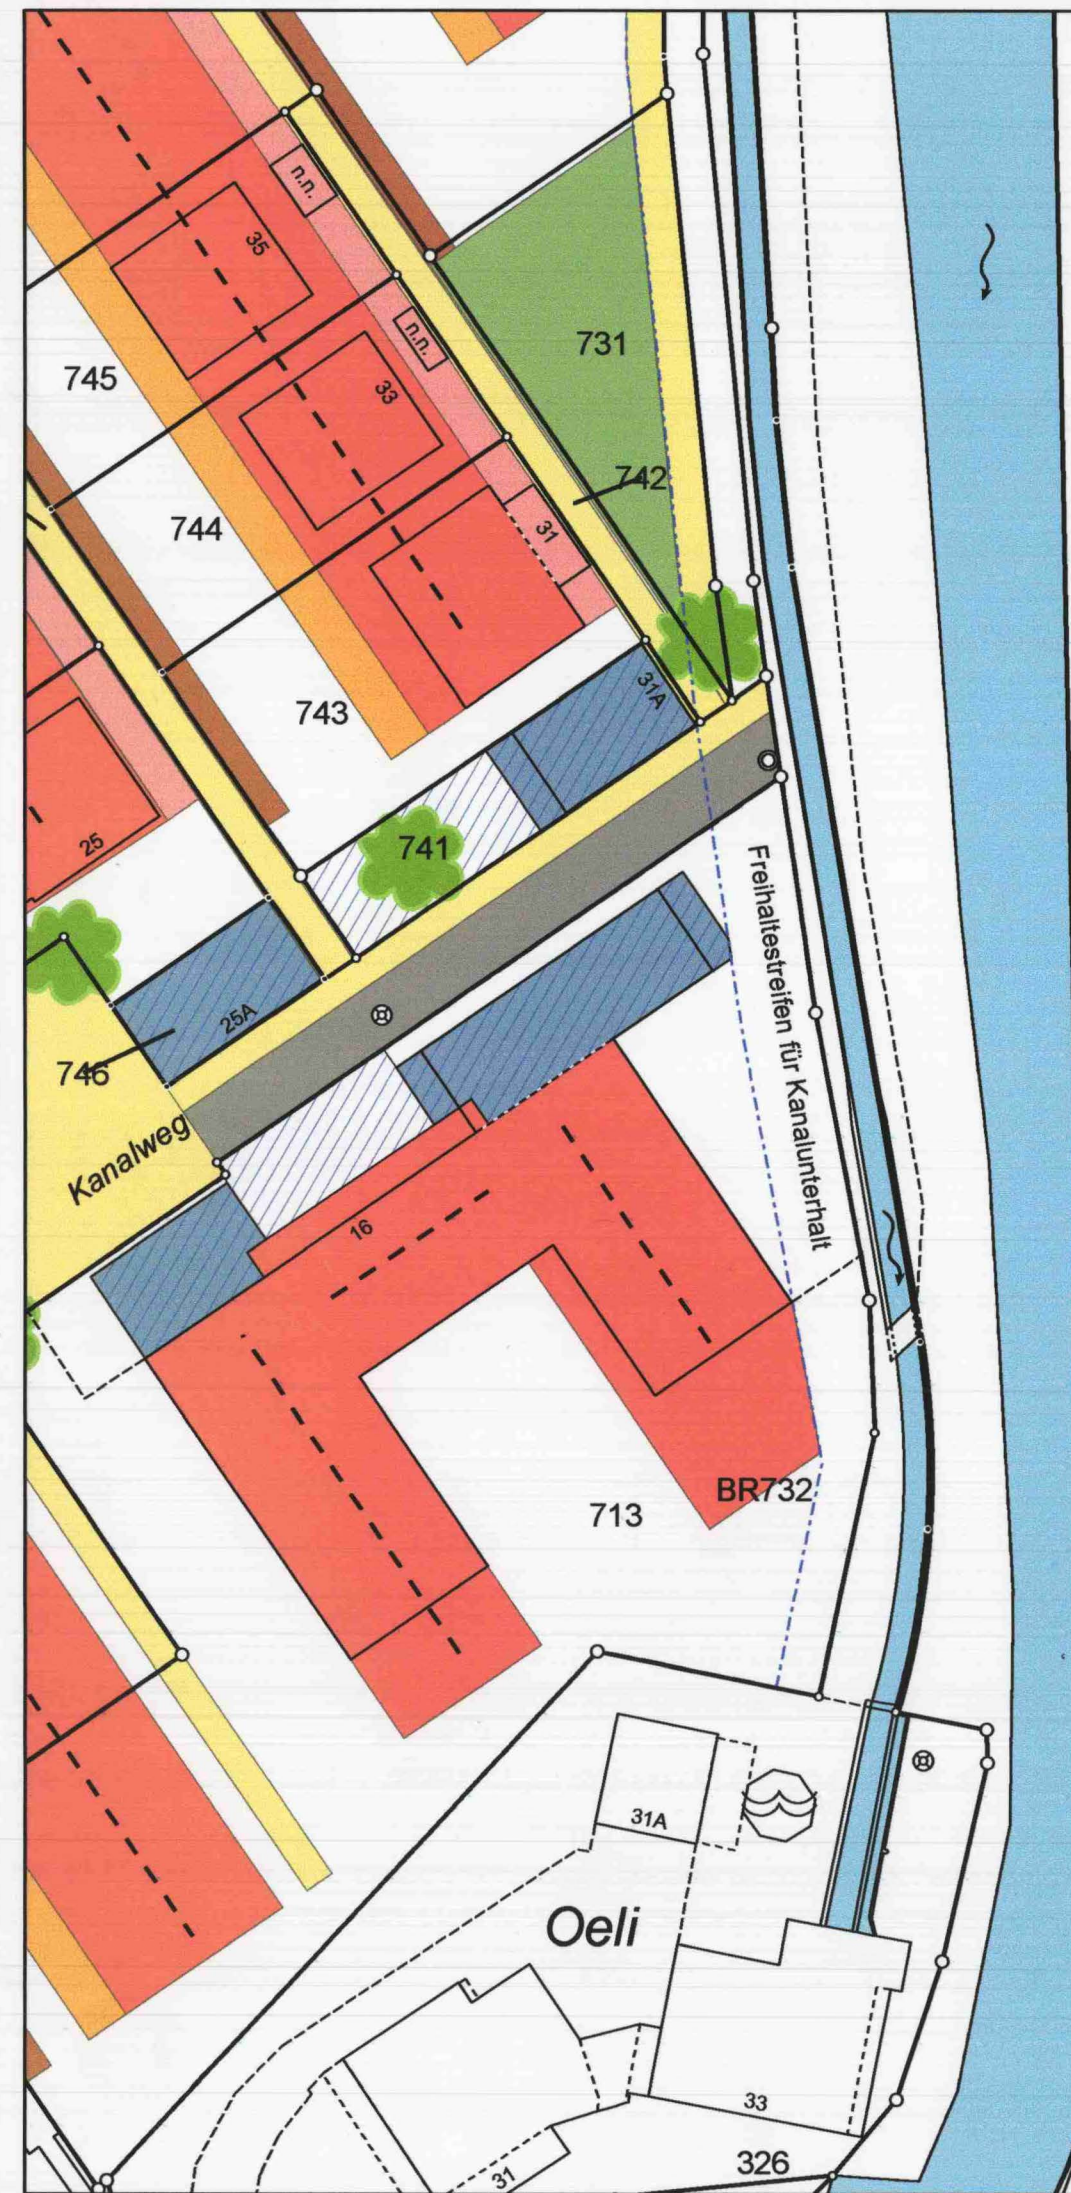 n.n.
35
731
n.n.
745
33
742
744
31
31A
743
25
741
Freihaltestreifen für Kanalunterhalt
25A
746
Kanalweg
16
BR732
713
31A
Oeli
33
326
31